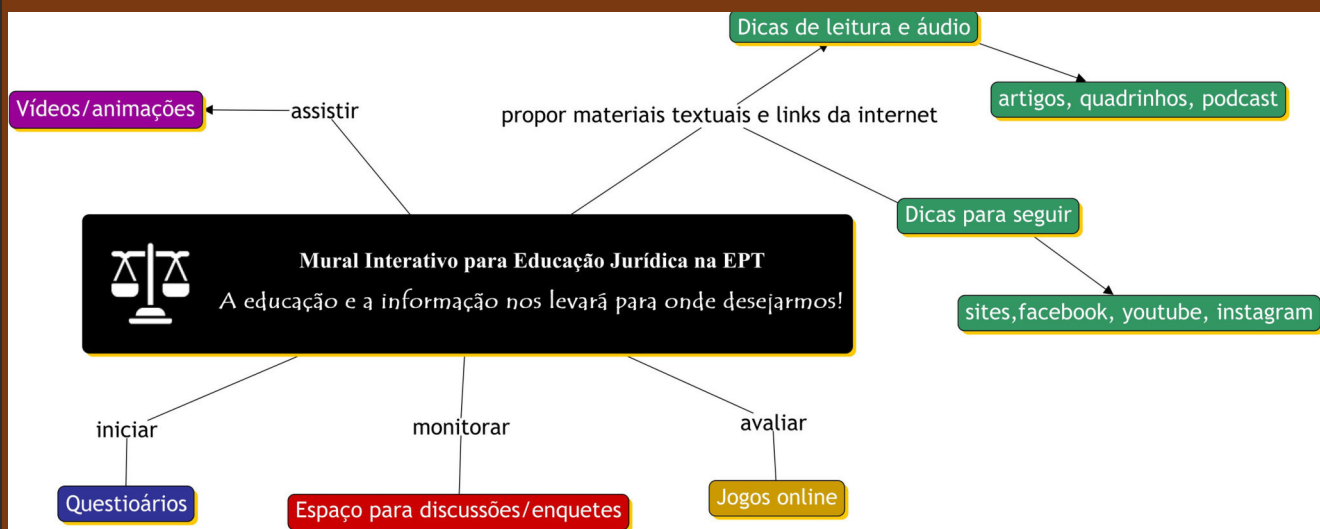 Dicas de leitura e áudio
Vídeos/animações
assistir
propor materiais textuais e links da internet
artigos, quadrinhos, podcast
Dicas para seguir
Mural Interativo para Educação Jurídica na EPT
A educação e a informação nos levará para onde desejarmos!
sites,facebook, youtube, instagram
iniciar
monitorar
avaliar
Questioários
Espaço para discussões/enquetes
Jogos online